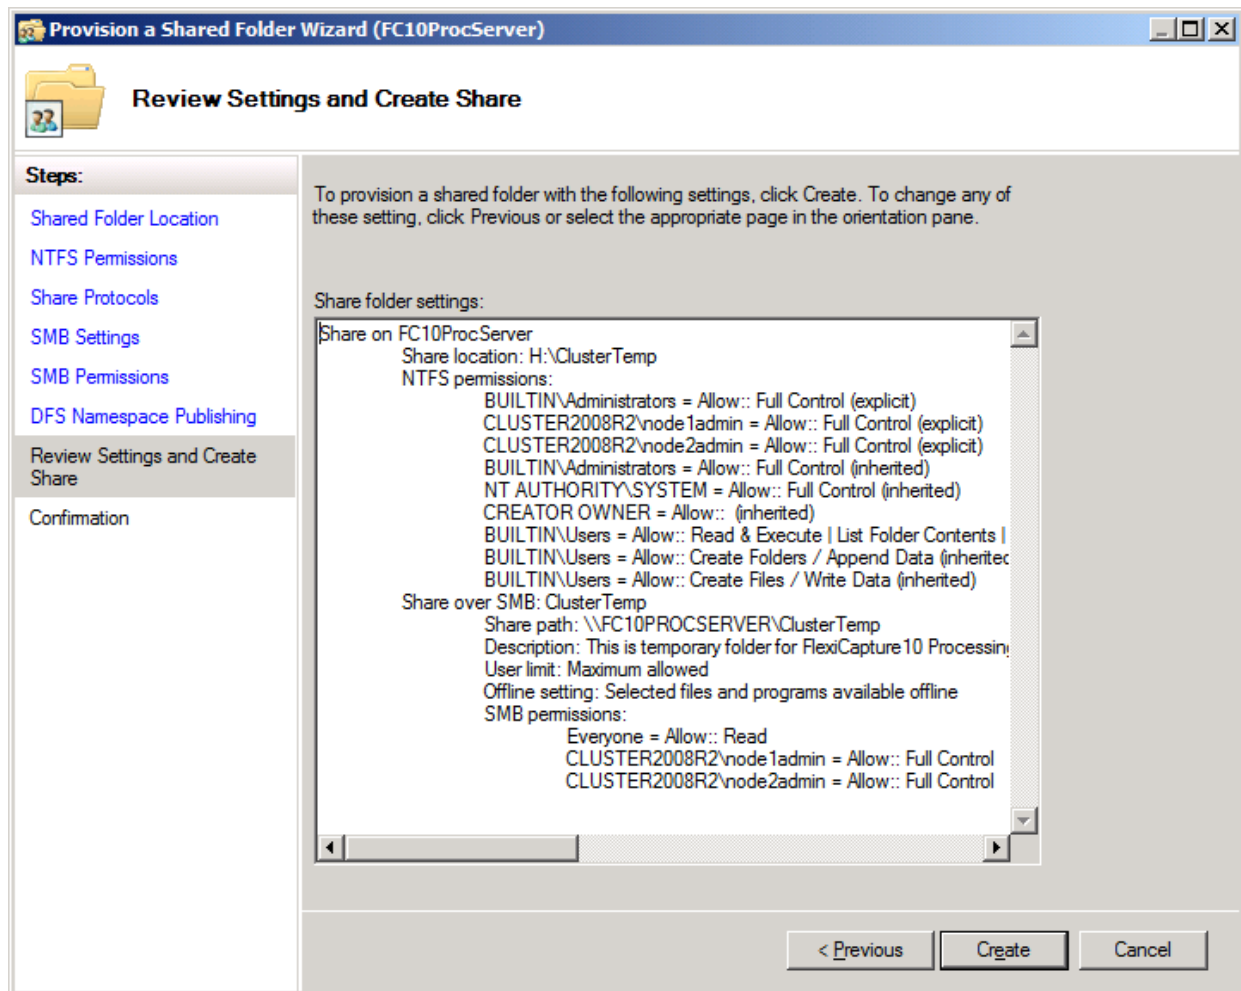 Provision a Shared Folder Wizard (FC10ProcServer)
Review Settings and Create Share
Steps:
Shared Folder Location
NTFS Permissions
Share Protocols
SMB Settings
SMB Permissions
DFS Namespace Publishing
Review Settings and Create
Share
Confirmation
To provision a shared folder with the following settings, click Create. To change any of
these setting, click Previous or select the appropriate page in the orientation pane.
Share folder settings:
Share on FC10ProcServer
Share location: H:\ClusterTemp
NTFS permissions:
BUILTIN\Administrators = Allow:: Full Control (explicit)
CLUSTER2008R2\node1admin = Allow:: Full Control (explicit)
CLUSTER2008R2\node2admin = Allow:: Full Control (explicit)
BUILTIN\Administrators = Allow:: Full Control (inherited)
NT AUTHORITY\SYSTEM = Allow:: Full Control (inherited)
CREATOR OWNER = Allow:: (inherited)
BUILTIN\Users = Allow:: Read & Execute | List Folder Contents |
BUILTIN\Users = Allow:: Create Folders / Append Data (inherited
BUILTIN\Users = Allow:: Create Files / Write Data (inherited)
Share over SMB: ClusterTemp
Share path: \\FC10PROCSERVER\ClusterTemp
Description: This is temporary folder for FlexiCapture10 Processing
User limit: Maximum allowed
Offline setting: Selected files and programs available offline
SMB permissions:
Everyone = Allow:: Read
CLUSTER2008R2\node1admin = Allow:: Full Control
CLUSTER2008R2\node2admin = Allow:: Full Control
< Previous
Create
Cancel